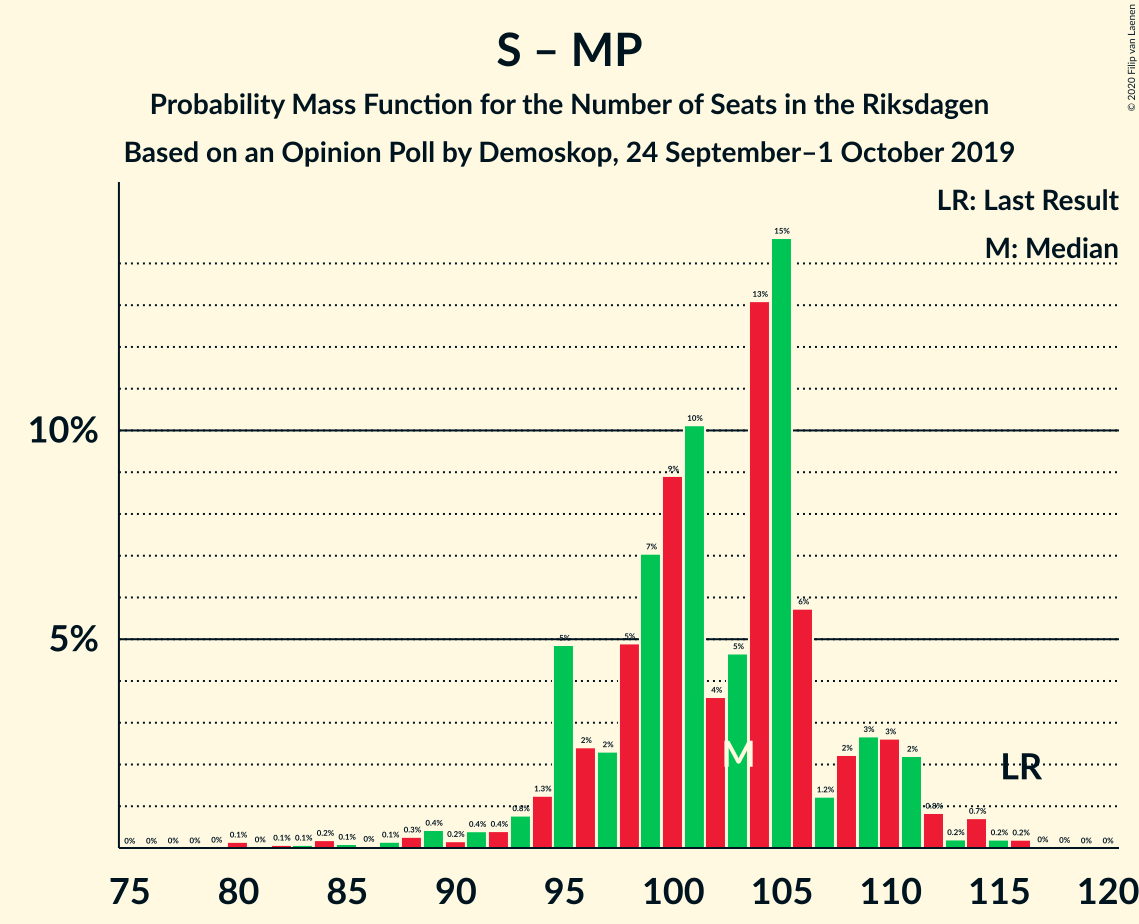 © 2020 Filip van Laenen
S – MP
Probability Mass Function for the Number of Seats in the Riksdagen
Based on an Opinion Poll by Demoskop, 24 September–1 October 2019
LR: Last Result
M: Median
10%
5%
0% 0% 0% 0% 0% 0.1% 0% 0.1% 0.1% 0.2% 0.1% 0% 0.1% 0.3% 0.4% 0.2% 0.4% 0.4% 0.8% 1.3% 5% 2% 2% 5% 7% 9% 10% 4% 5% 13% 15% 6% 1.2% 2% 3% 3% 2% 0.8% 0.2% 0.7% 0.2% 0.2% 0% 0% 0% 0%
M
LR
75 80 85 90 95 100 105 110 115 120